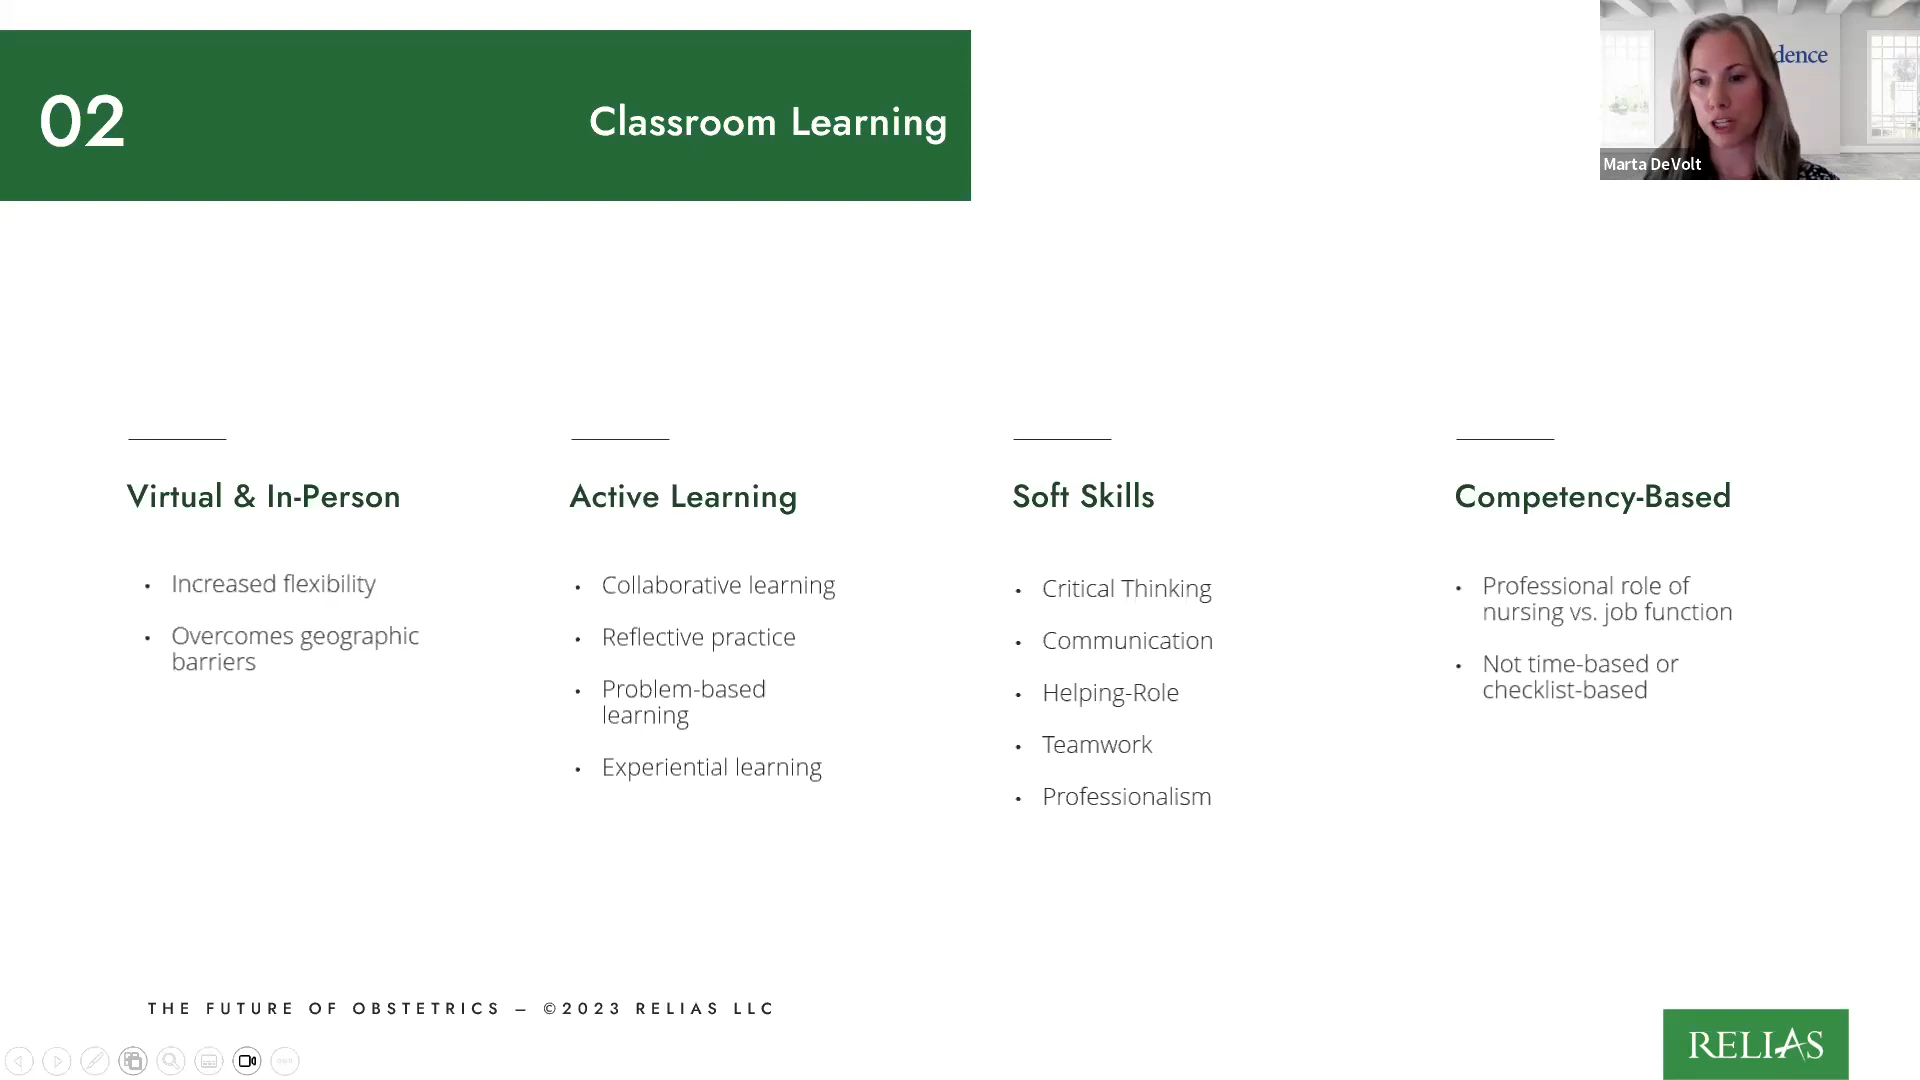 02
Classroom Learning
dence
Marta DeVolt
Virtual & In-Person
• Increased flexibility
• Overcomes geographic
barriers
Active Learning
• Collaborative learning
• Reflective practice
• Problem-based
learning
• Experiential learning
Soft Skills
• Critical Thinking
• Communication
• Helping-Role
• Teamwork
• Professionalism
Competency-Based
• Professional role of
nursing vs. job function
• Not time-based or
checklist-based
THE FUTURE OF OBSTETRICS – ©2023 RELIAS LLC
RELIAS